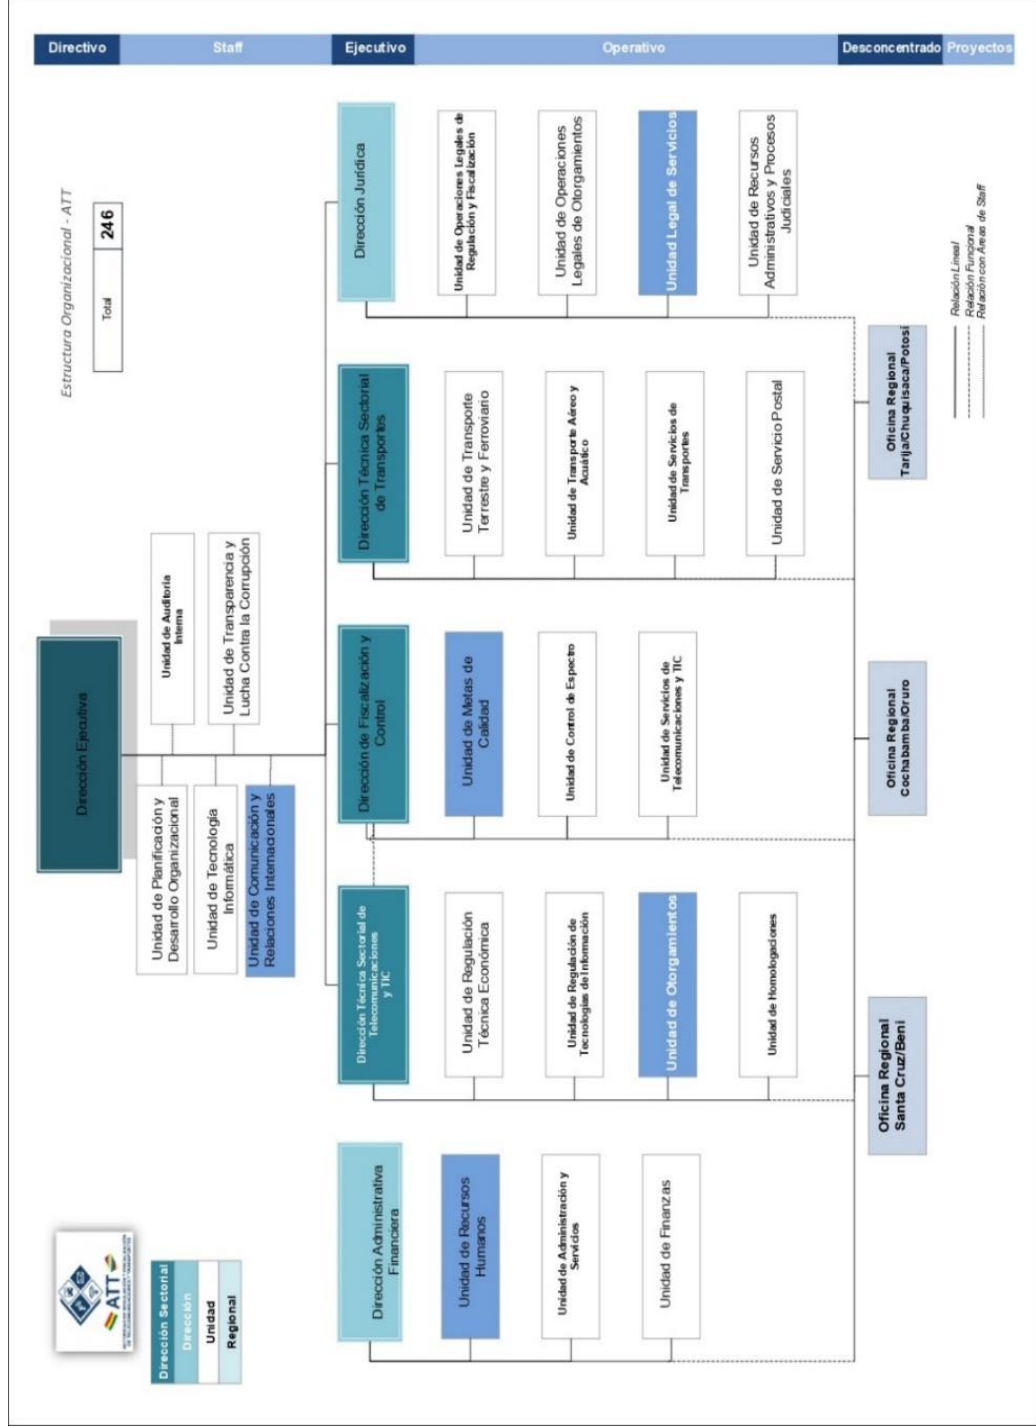 Directivo
Staff
Ejecutivo
Operativo
Desconcentrado
Proyectos
Estructura Organizacional - ATT
Total
246
ATT
Dirección Sectorial
Dirección
Unidad
Regional
Dirección Ejecutiva
Unidad de Planificación y
Desarrollo Organizacional
Unidad de Tecnología
Informática
Unidad de Comunicación y
Relaciones Internacionales
Unidad de Auditoría
Interna
Unidad de Transparencia y
Lucha Contra la Corrupción
Dirección Administrativa
Financiera
Unidad de Recursos
Humanos
Unidad de Administración y
Servicios
Unidad de Finanzas
Dirección Técnica Sectorial de
Telecomunicaciones
y TIC
Unidad de Regulación
Técnica Económica
Unidad de Regulación de
Tecnologías de Información
Unidad de Otorgamientos
Unidad de Homologaciones
Dirección de Fiscalización y
Control
Unidad de Metas de
Calidad
Unidad de Control de Espectro
Unidad de Servicios de
Telecomunicaciones y TIC
Dirección Técnica Sectorial
de Transportes
Unidad de Transporte
Terrestre y Ferroviario
Unidad de Transporte Aéreo y
Acuático
Unidad de Servicios de
Transportes
Unidad de Servicio Postal
Dirección Jurídica
Unidad de Operaciones Legales de
Regulación y Fiscalización
Unidad de Operaciones
Legales de Otorgamientos
Unidad Legal de Servicios
Unidad de Recursos
Administrativos y Procesos
Judiciales
Oficina Regional
Santa Cruz/Beni
Oficina Regional
Cochabamba/Oruro
Oficina Regional
Tarija/Chuquisaca/Potosí
Relación Lineal
Relación Funcional
Relación con Areas de Staff